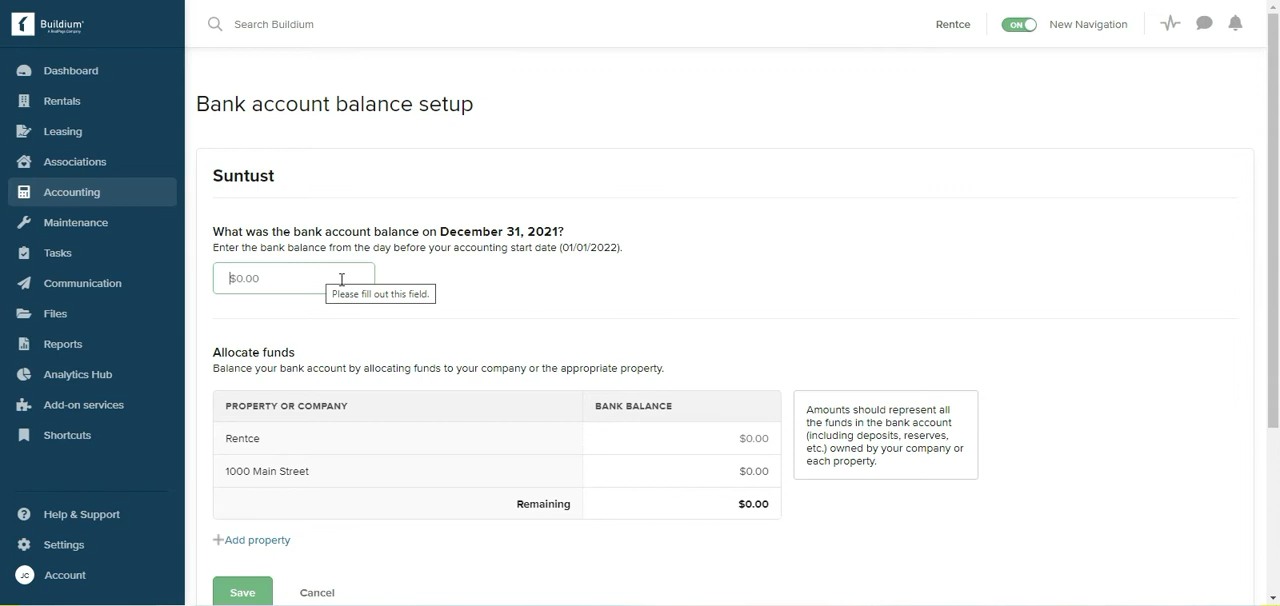 Buildium®
A RealPage Company
Search Buildium
Rentce
ON
New Navigation
Dashboard
Rentals
Leasing
Associations
Accounting
Maintenance
Tasks
Communication
Files
Reports
Analytics Hub
Add-on services
Shortcuts
Help & Support
Settings
JC
Account
Bank account balance setup
Suntust
What was the bank account balance on December 31, 2021?
Enter the bank balance from the day before your accounting start date (01/01/2022).
$0.00
Please fill out this field.
Allocate funds
Balance your bank account by allocating funds to your company or the appropriate property.
PROPERTY OR COMPANY BANK BALANCE
Rentce $0.00
1000 Main Street $0.00
Remaining $0.00
Amounts should represent all
the funds in the bank account
(including deposits, reserves,
etc.) owned by your company or
each property.
+Add property
Save
Cancel